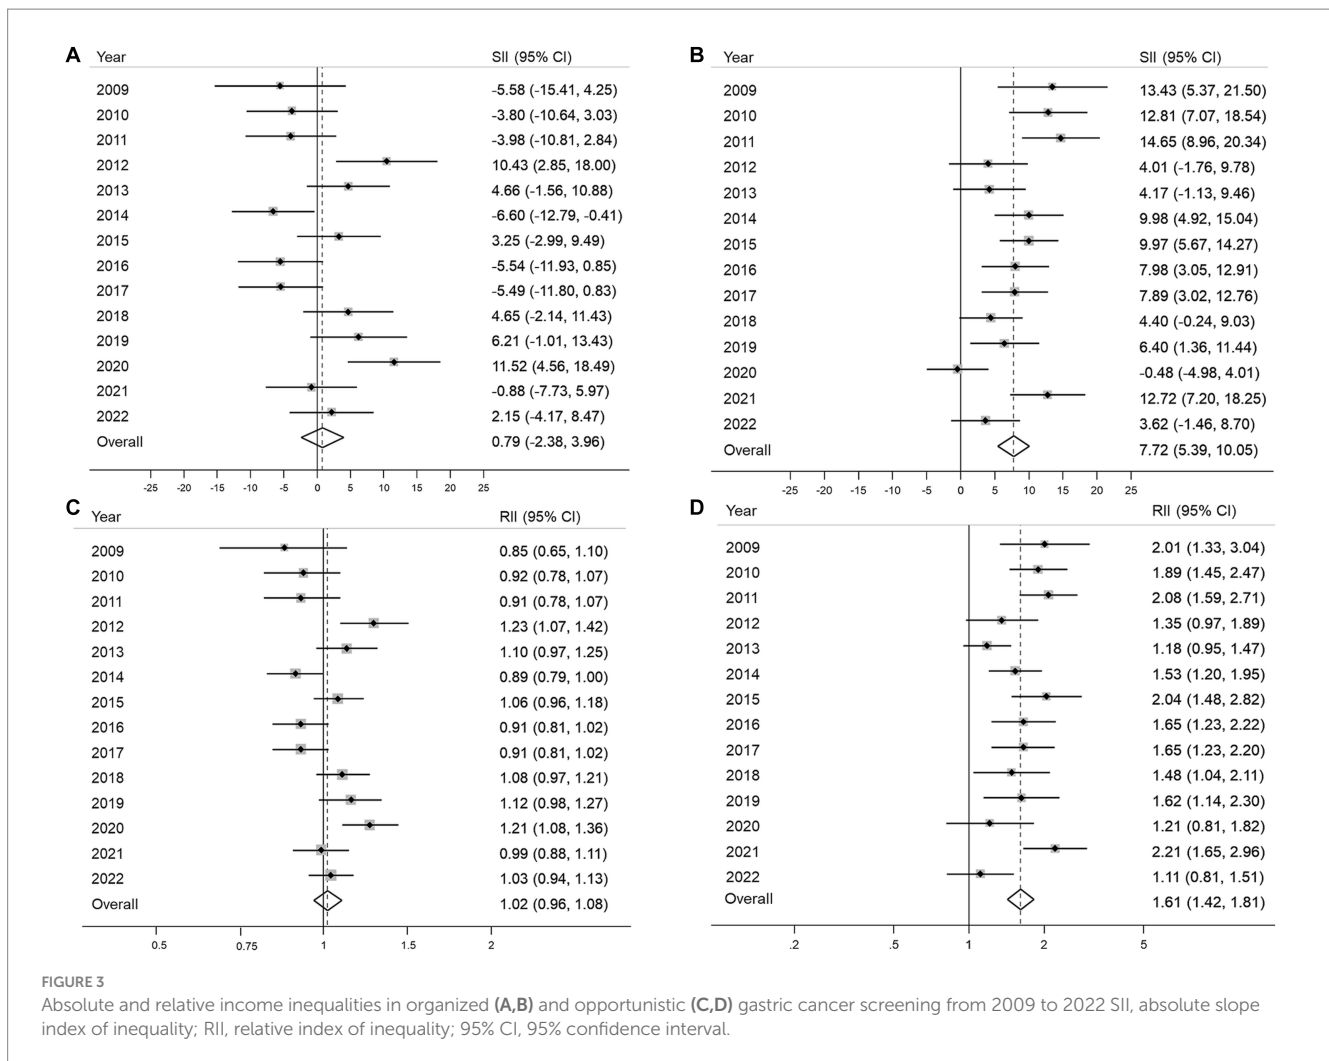 A
Year SII (95% CI)
2009 -5.58 (-15.41, 4.25)
2010 -3.80 (-10.64, 3.03)
2011 -3.98 (-10.81, 2.84)
2012 10.43 (2.85, 18.00)
2013 4.66 (-1.56, 10.88)
2014 -6.60 (-12.79, -0.41)
2015 3.25 (-2.99, 9.49)
2016 -5.54 (-11.93, 0.85)
2017 -5.49 (-11.80, 0.83)
2018 4.65 (-2.14, 11.43)
2019 6.21 (-1.01, 13.43)
2020 11.52 (4.56, 18.49)
2021 -0.88 (-7.73, 5.97)
2022 2.15 (-4.17, 8.47)
Overall 0.79 (-2.38, 3.96)
-25 -20 -15 -10 -5 0 5 10 15 20 25
B
Year SII (95% CI)
2009 13.43 (5.37, 21.50)
2010 12.81 (7.07, 18.54)
2011 14.65 (8.96, 20.34)
2012 4.01 (-1.76, 9.78)
2013 4.17 (-1.13, 9.46)
2014 9.98 (4.92, 15.04)
2015 9.97 (5.67, 14.27)
2016 7.98 (3.05, 12.91)
2017 7.89 (3.02, 12.76)
2018 4.40 (-0.24, 9.03)
2019 6.40 (1.36, 11.44)
2020 -0.48 (-4.98, 4.01)
2021 12.72 (7.20, 18.25)
2022 3.62 (-1.46, 8.70)
Overall 7.72 (5.39, 10.05)
-25 -20 -15 -10 -5 0 5 10 15 20 25
C
Year RII (95% CI)
2009 0.85 (0.65, 1.10)
2010 0.92 (0.78, 1.07)
2011 0.91 (0.78, 1.07)
2012 1.23 (1.07, 1.42)
2013 1.10 (0.97, 1.25)
2014 0.89 (0.79, 1.00)
2015 1.06 (0.96, 1.18)
2016 0.91 (0.81, 1.02)
2017 0.91 (0.81, 1.02)
2018 1.08 (0.97, 1.21)
2019 1.12 (0.98, 1.27)
2020 1.21 (1.08, 1.36)
2021 0.99 (0.88, 1.11)
2022 1.03 (0.94, 1.13)
Overall 1.02 (0.96, 1.08)
0.5 0.75 1 1.5 2
D
Year RII (95% CI)
2009 2.01 (1.33, 3.04)
2010 1.89 (1.45, 2.47)
2011 2.08 (1.59, 2.71)
2012 1.35 (0.97, 1.89)
2013 1.18 (0.95, 1.47)
2014 1.53 (1.20, 1.95)
2015 2.04 (1.48, 2.82)
2016 1.65 (1.23, 2.22)
2017 1.65 (1.23, 2.20)
2018 1.48 (1.04, 2.11)
2019 1.62 (1.14, 2.30)
2020 1.21 (0.81, 1.82)
2021 2.21 (1.65, 2.96)
2022 1.11 (0.81, 1.51)
Overall 1.61 (1.42, 1.81)
.2 .5 1 2 5
FIGURE 3
Absolute and relative income inequalities in organized (A,B) and opportunistic (C,D) gastric cancer screening from 2009 to 2022 SII, absolute slope
index of inequality; RII, relative index of inequality; 95% CI, 95% confidence interval.